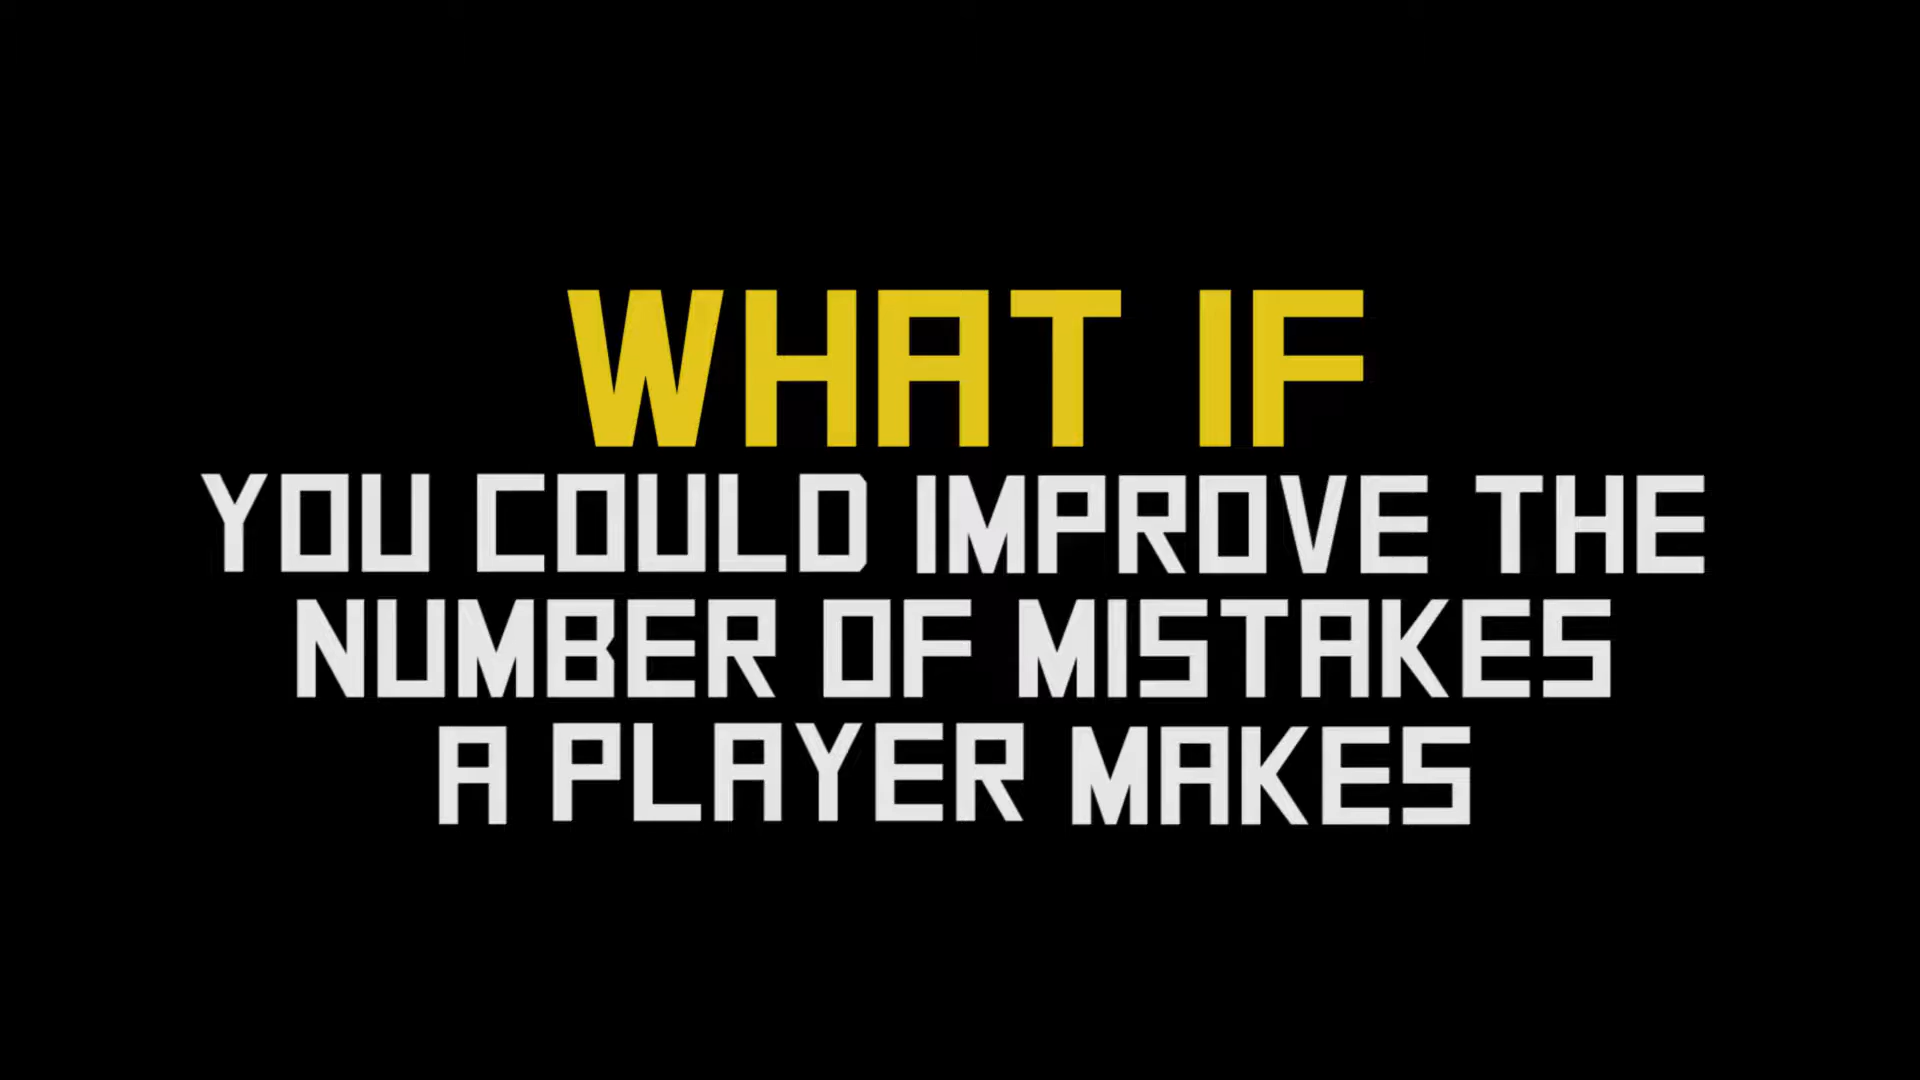 WHAT IF
YOU COULD IMPROVE THE
NUMBER OF MISTAKES
A PLAYER MAKES